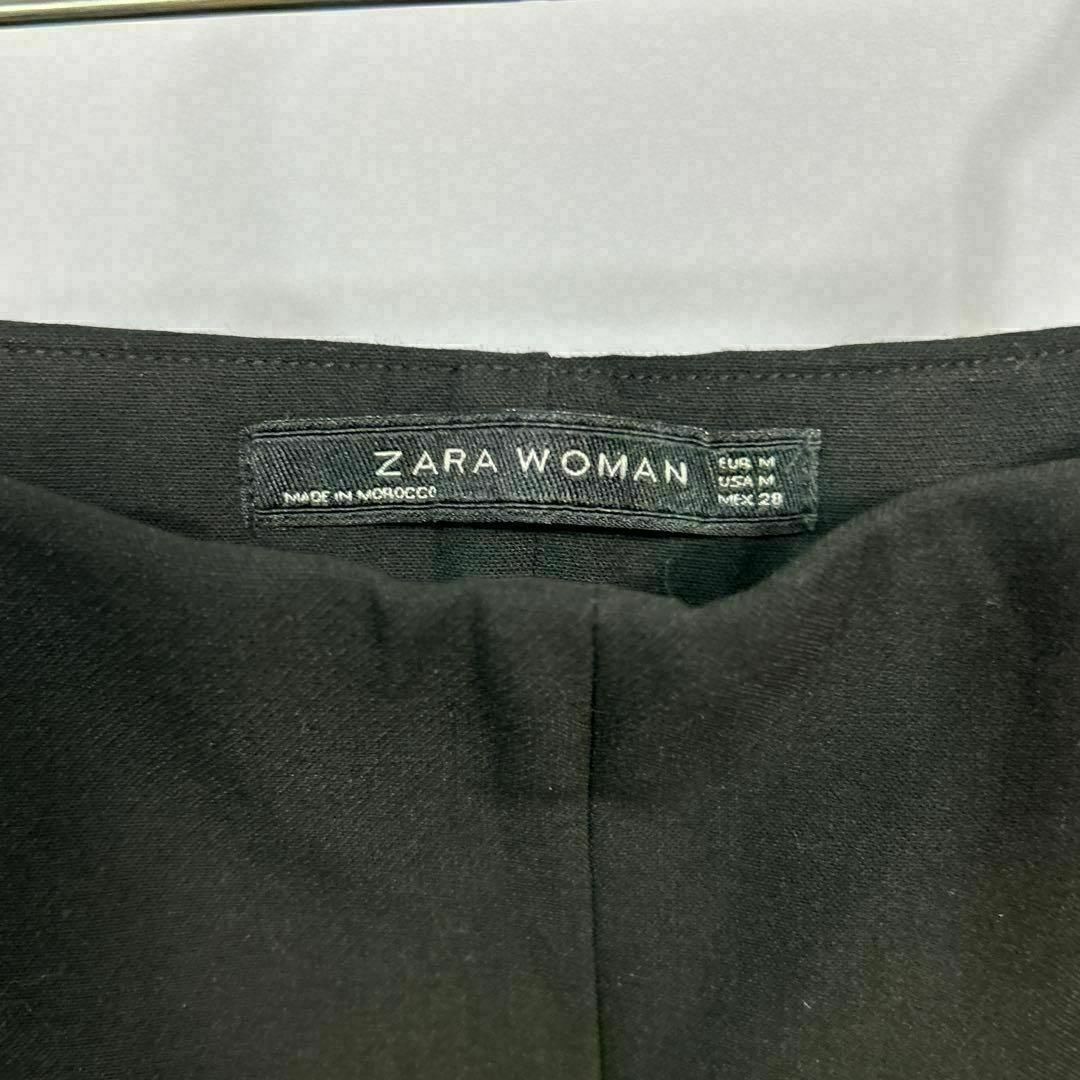 ZARA WOMAN
MADE IN MOROCCO
EUR M
USA M
MEX 28